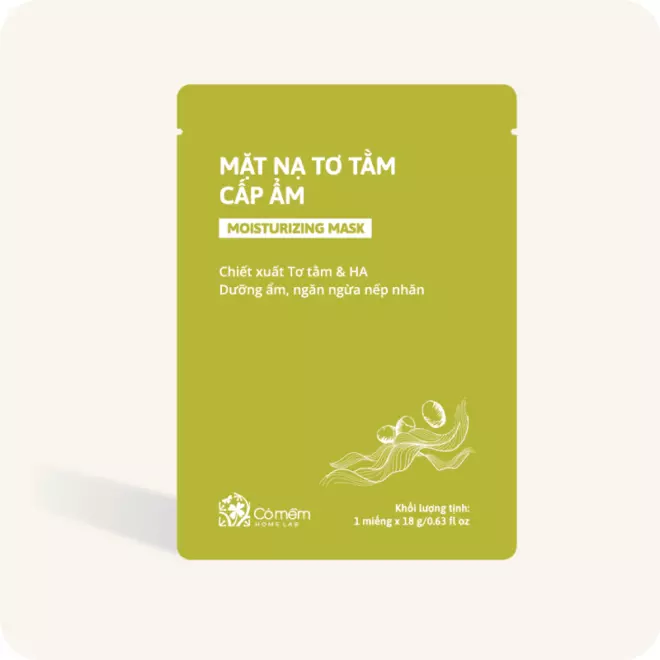 MẶT NẠ TƠ TẰM
CẤP ẨM
MOISTURIZING MASK
Chiết xuất Tơ tằm & HA
Dưỡng ẩm, ngăn ngừa nếp nhăn
Cỏ mềm
HOME LAB
Khối lượng tịnh:
1 miếng x 18 g/0.63 fl oz